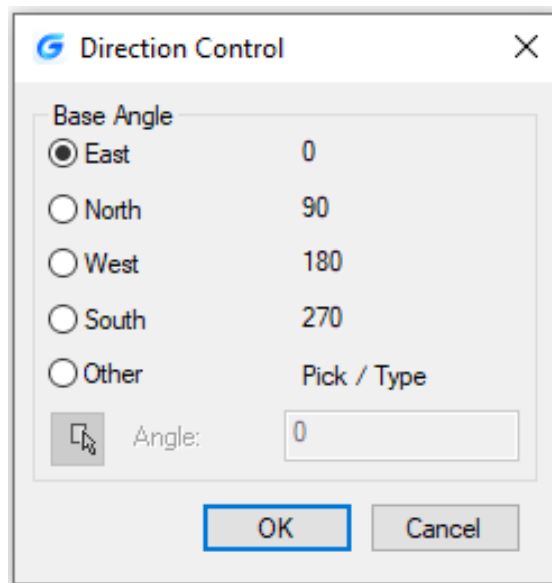 Direction Control
Base Angle
East 0
North 90
West 180
South 270
Other Pick / Type
Angle: 0
OK Cancel